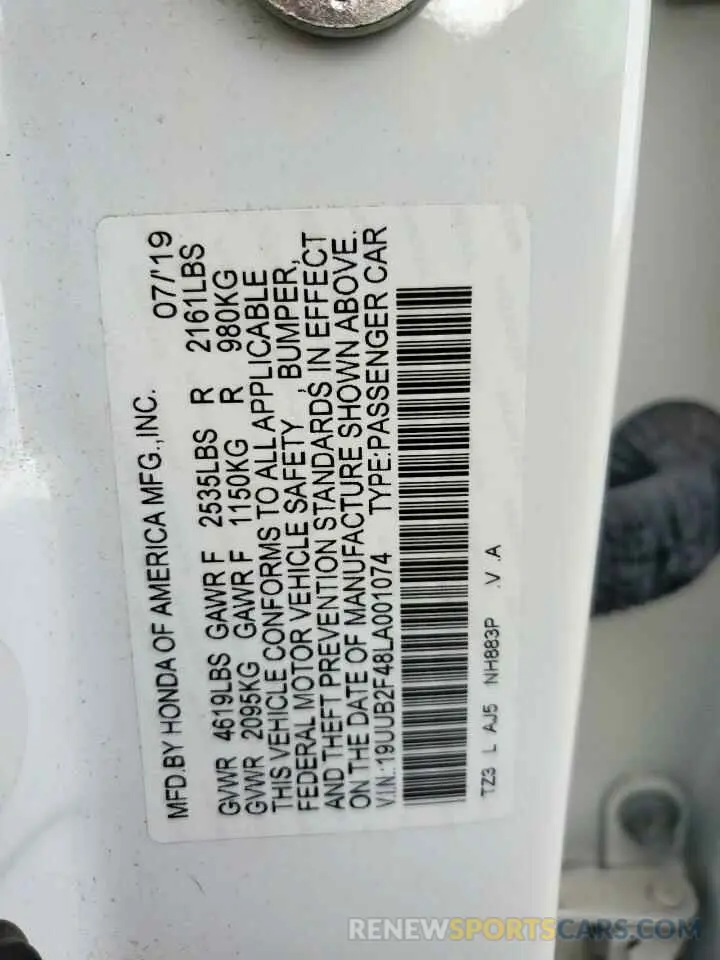 MFD.BY HONDA OF AMERICA MFG.,INC. 07/'19
GVWR 4619LBS GAWR F 2535LBS R 2161LBS
GVWR 2095KG GAWR F 1150KG R 980KG
THIS VEHICLE CONFORMS TO ALL APPLICABLE
FEDERAL MOTOR VEHICLE SAFETY , BUMPER,
AND THEFT PREVENTION STANDARDS IN EFFECT
ON THE DATE OF MANUFACTURE SHOWN ABOVE.
V.I.N.:19UUB2F48LA001074 TYPE:PASSENGER CAR
TZ3 L AJ5 NH883P .V .A
RENEWSPORTSCARS.COM